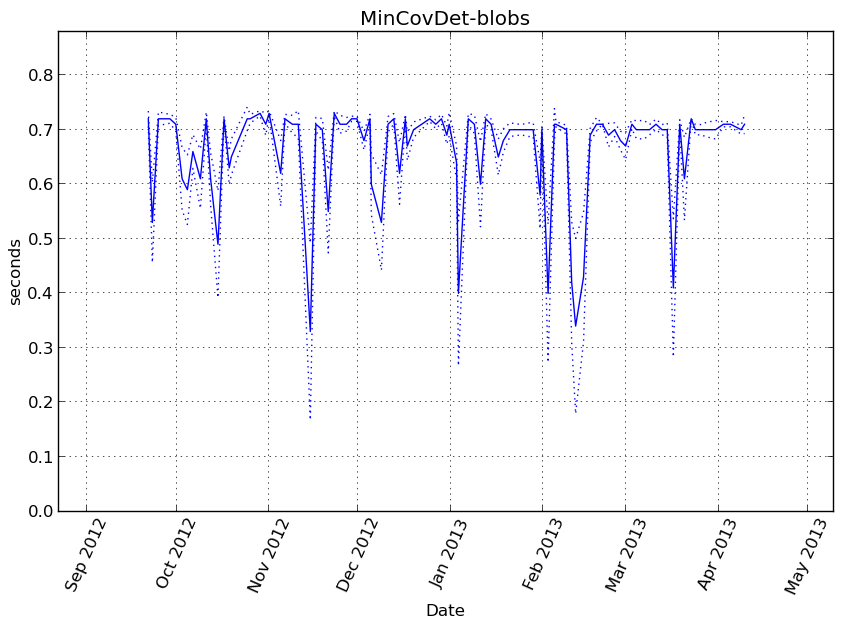 MinCovDet-blobs
0.8
0.7
0.6
0.5
0.4
0.3
0.2
0.1
0.0
seconds
Sep 2012
Oct 2012
Nov 2012
Dec 2012
Jan 2013
Feb 2013
Mar 2013
Apr 2013
May 2013
Date